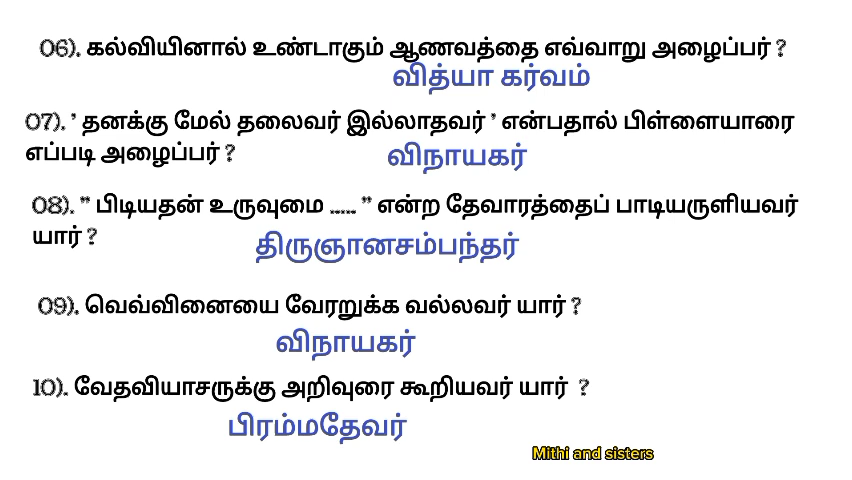 06). கல்வியினால் உண்டாகும் ஆணவத்தை எவ்வாறு அழைப்பர் ?
வித்யா கர்வம்
07). ' தனக்கு மேல் தலைவர் இல்லாதவர் ' என்பதால் பிள்ளையாரை
எப்படி அழைப்பர் ?
விநாயகர்
08). " பிடியதன் உருவுமை ..... " என்ற தேவாரத்தைப் பாடியருளியவர்
யார் ?
திருஞானசம்பந்தர்
09). வெவ்வினையை வேரறுக்க வல்லவர் யார் ?
விநாயகர்
10). வேதவியாசருக்கு அறிவுரை கூறியவர் யார் ?
பிரம்மதேவர்
Mithi and sisters